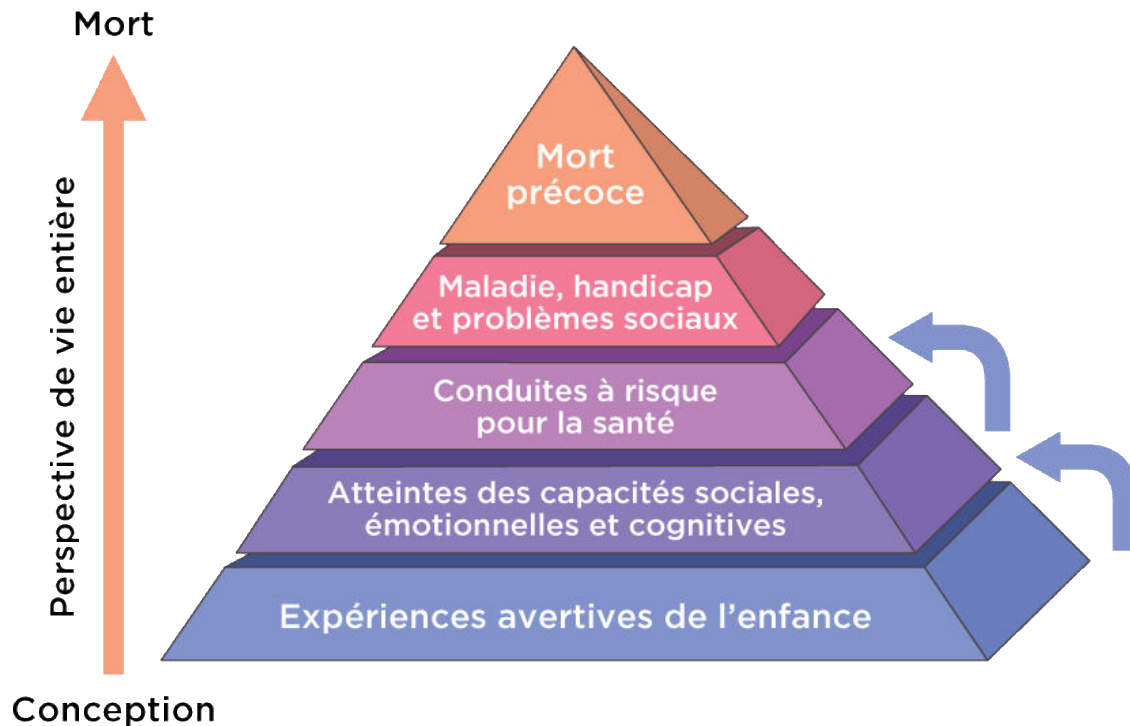 Mort
Perspective de vie entière
Conception
Mort
précoce
Maladie, handicap
et problèmes sociaux
Conduites à risque
pour la santé
Atteintes des capacités sociales,
émotionnelles et cognitives
Expériences avertives de l'enfance